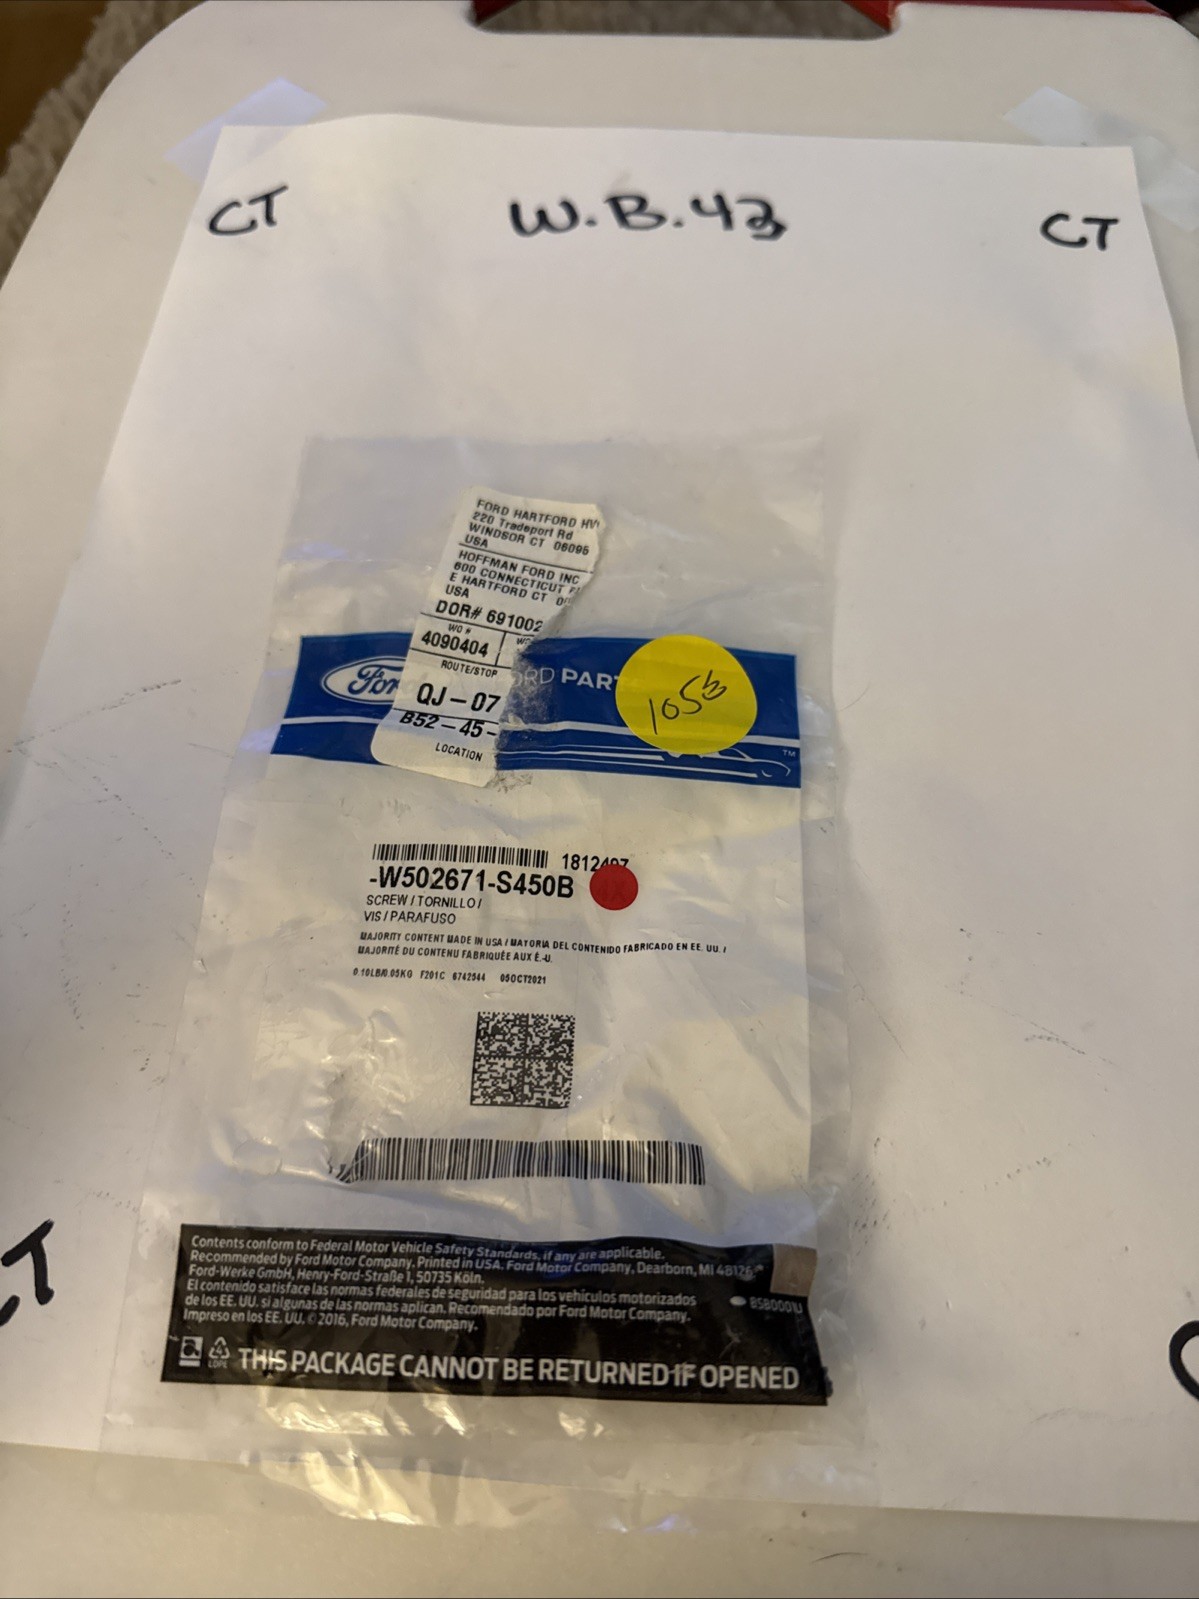 CT W.B.43 CT
FORD HARTFORD HV
220 Tradeport Rd
WINDSOR CT 06095
USA
HOFFMAN FORD INC
600 CONNECTICUT
E HARTFORD CT
USA
DOR# 691002
WO #
4090404
ROUTE/STOP
QJ-07
B52-45-
LOCATION
Ford
PART
1053
TM
1812497
-W502671-S450B
SCREW / TORNILLO /
VIS / PARAFUSO
MAJORITY CONTENT MADE IN USA / MAYORIA DEL CONTENIDO FABRICADO EN EE. UU. /
MAJORITÉ DU CONTENU FABRIQUÉE AUX É.-U.
0.10LB/0.05KG F201C 6742544 05OCT2021
Contents conform to Federal Motor Vehicle Safety Standards, if any are applicable.
Recommended by Ford Motor Company. Printed in USA. Ford Motor Company, Dearborn, MI 48126
Ford-Werke GmbH, Henry-Ford-Straße 1, 50735 Köln.
El contenido satisface las normas federales de seguridad para los vehículos motorizados
de los EE. UU. si algunas de las normas aplican. Recomendado por Ford Motor Company.
Impreso en los EE. UU. © 2016, Ford Motor Company.
BSB0001U
4
LDPE
THIS PACKAGE CANNOT BE RETURNED IF OPENED
CT